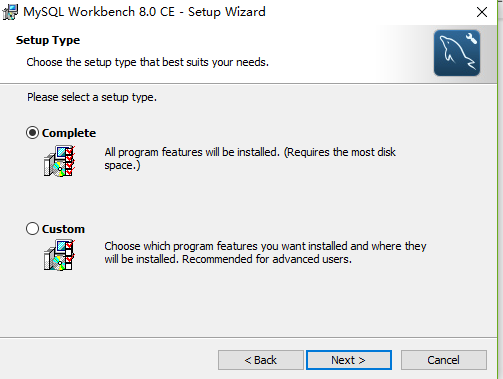 MySQL Workbench 8.0 CE - Setup Wizard
Setup Type
Choose the setup type that best suits your needs.
Please select a setup type.
Complete
All program features will be installed. (Requires the most disk
space.)
Custom
Choose which program features you want installed and where they
will be installed. Recommended for advanced users.
< Back
Next >
Cancel